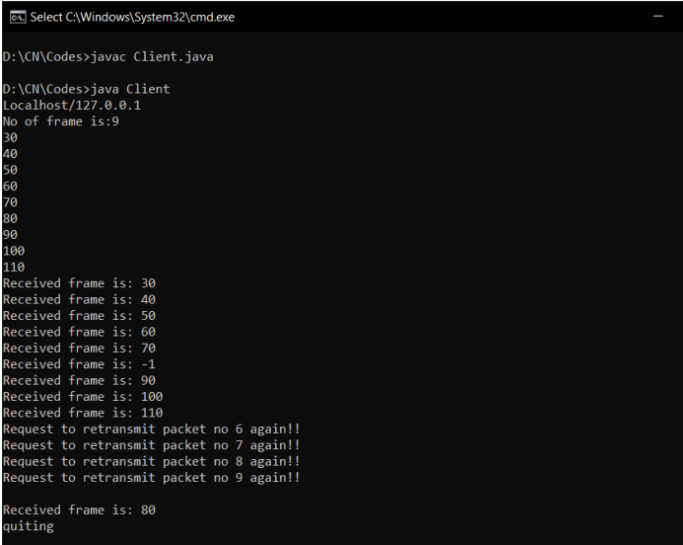 Select C:\Windows\System32\cmd.exe
D:\CN\Codes>javac Client.java
D:\CN\Codes>java Client
Localhost/127.0.0.1
No of frame is:9
30
40
50
60
70
80
90
100
110
Received frame is: 30
Received frame is: 40
Received frame is: 50
Received frame is: 60
Received frame is: 70
Received frame is: -1
Received frame is: 90
Received frame is: 100
Received frame is: 110
Request to retransmit packet no 6 again!!
Request to retransmit packet no 7 again!!
Request to retransmit packet no 8 again!!
Request to retransmit packet no 9 again!!
Received frame is: 80
quiting